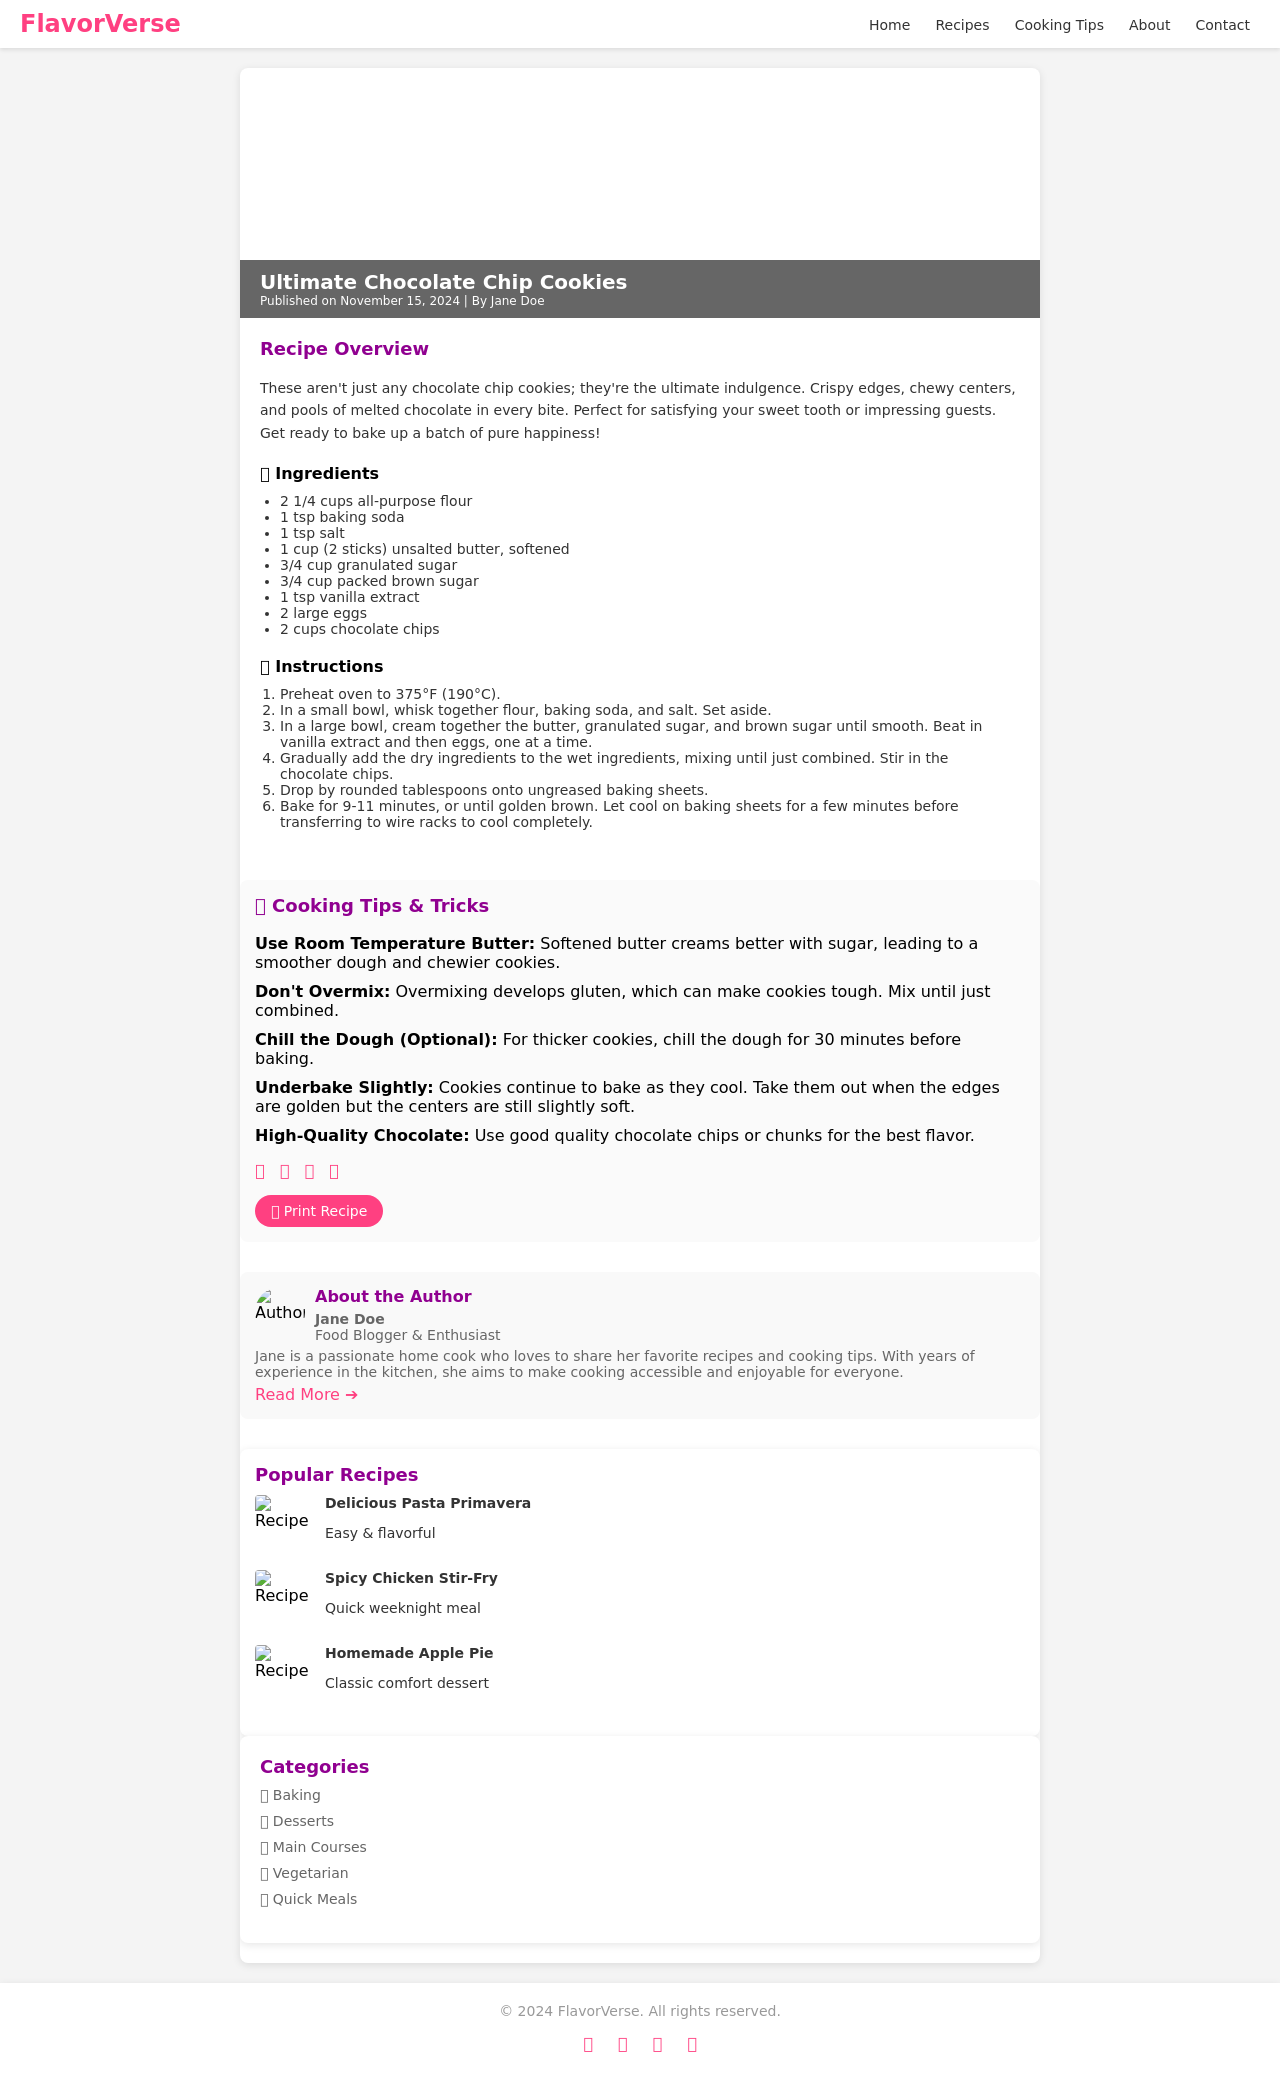 FlavorVerse
Home Recipes Cooking Tips About Contact
Ultimate Chocolate Chip Cookies
Published on November 15, 2024 | By Jane Doe
Recipe Overview
These aren't just any chocolate chip cookies; they're the ultimate indulgence. Crispy edges, chewy centers,
and pools of melted chocolate in every bite. Perfect for satisfying your sweet tooth or impressing guests.
Get ready to bake up a batch of pure happiness!
Ingredients
• 2 1/4 cups all-purpose flour
• 1 tsp baking soda
• 1 tsp salt
• 1 cup (2 sticks) unsalted butter, softened
• 3/4 cup granulated sugar
• 3/4 cup packed brown sugar
• 1 tsp vanilla extract
• 2 large eggs
• 2 cups chocolate chips
Instructions
1. Preheat oven to 375°F (190°C).
2. In a small bowl, whisk together flour, baking soda, and salt. Set aside.
3. In a large bowl, cream together the butter, granulated sugar, and brown sugar until smooth. Beat in
vanilla extract and then eggs, one at a time.
4. Gradually add the dry ingredients to the wet ingredients, mixing until just combined. Stir in the
chocolate chips.
5. Drop by rounded tablespoons onto ungreased baking sheets.
6. Bake for 9-11 minutes, or until golden brown. Let cool on baking sheets for a few minutes before
transferring to wire racks to cool completely.
Cooking Tips & Tricks
Use Room Temperature Butter: Softened butter creams better with sugar, leading to a
smoother dough and chewier cookies.
Don't Overmix: Overmixing develops gluten, which can make cookies tough. Mix until just
combined.
Chill the Dough (Optional): For thicker cookies, chill the dough for 30 minutes before
baking.
Underbake Slightly: Cookies continue to bake as they cool. Take them out when the edges
are golden but the centers are still slightly soft.
High-Quality Chocolate: Use good quality chocolate chips or chunks for the best flavor.
Print Recipe
Author
About the Author
Jane Doe
Food Blogger & Enthusiast
Jane is a passionate home cook who loves to share her favorite recipes and cooking tips. With years of
experience in the kitchen, she aims to make cooking accessible and enjoyable for everyone.
Read More ➔
Popular Recipes
Recipe
Delicious Pasta Primavera
Easy & flavorful
Recipe
Spicy Chicken Stir-Fry
Quick weeknight meal
Recipe
Homemade Apple Pie
Classic comfort dessert
Categories
Baking
Desserts
Main Courses
Vegetarian
Quick Meals
© 2024 FlavorVerse. All rights reserved.